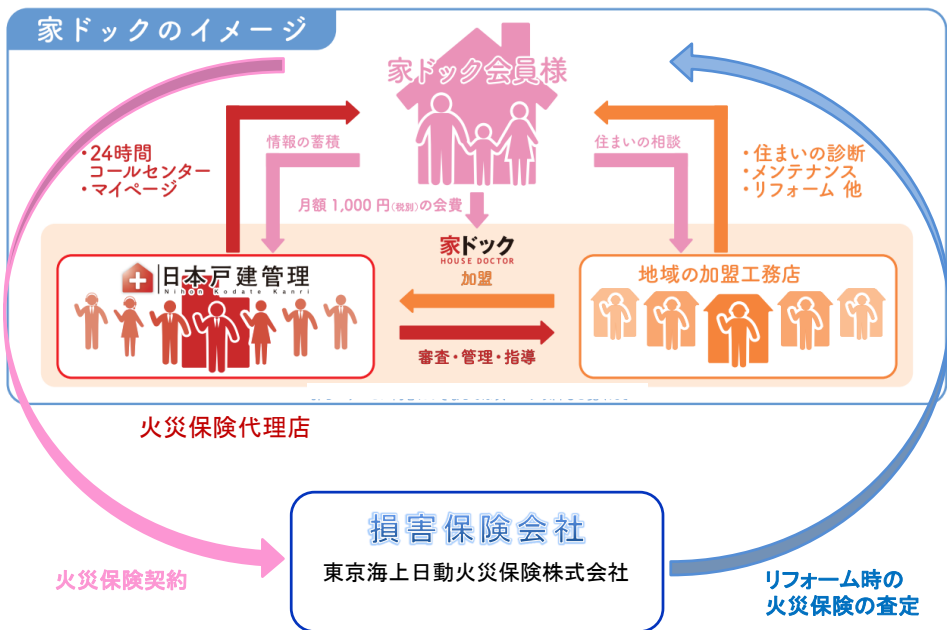 家ドックのイメージ
家ドック会員様
・24時間
コールセンター
・マイページ
情報の蓄積
住まいの相談
・住まいの診断
・メンテナンス
・リフォーム 他
月額 1,000 円(税別)の会費
家ドック
HOUSE DOCTOR
日本戸建管理
Nihon Kodate Kanri
加盟
地域の加盟工務店
審査・管理・指導
火災保険代理店
損害保険会社
東京海上日動火災保険株式会社
火災保険契約
リフォーム時の
火災保険の査定